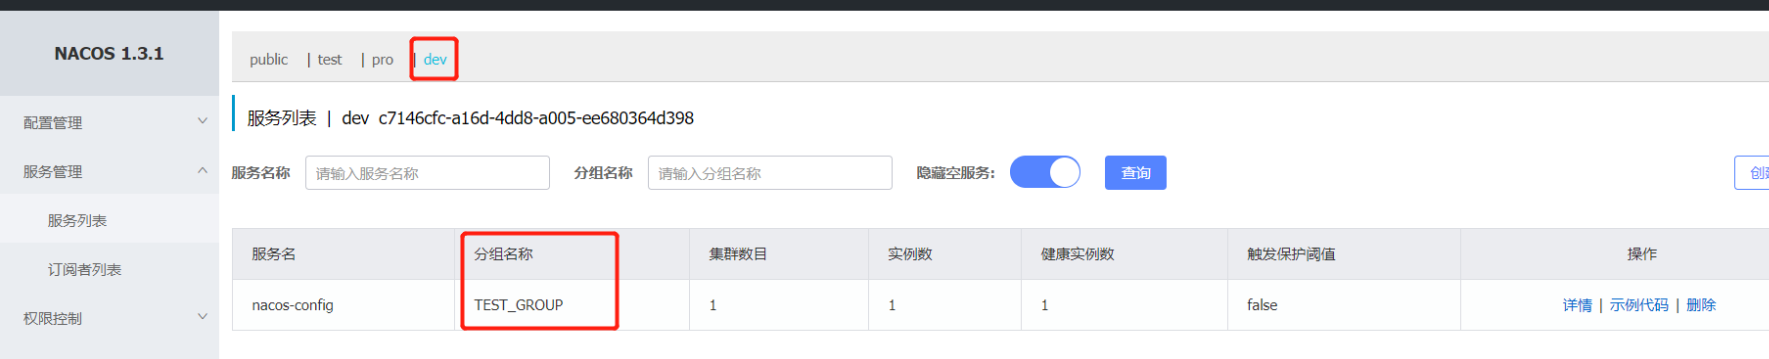 NACOS 1.3.1
public | test | pro | dev
服务列表 | dev c7146cfc-a16d-4dd8-a005-ee680364d398
配置管理
服务管理
服务列表
订阅者列表
权限控制
服务名称 请输入服务名称 分组名称 请输入分组名称 隐藏空服务: 查询
服务名 分组名称 集群数目 实例数 健康实例数 触发保护阈值 操作
nacos-config TEST_GROUP 1 1 1 false 详情 | 示例代码 | 删除